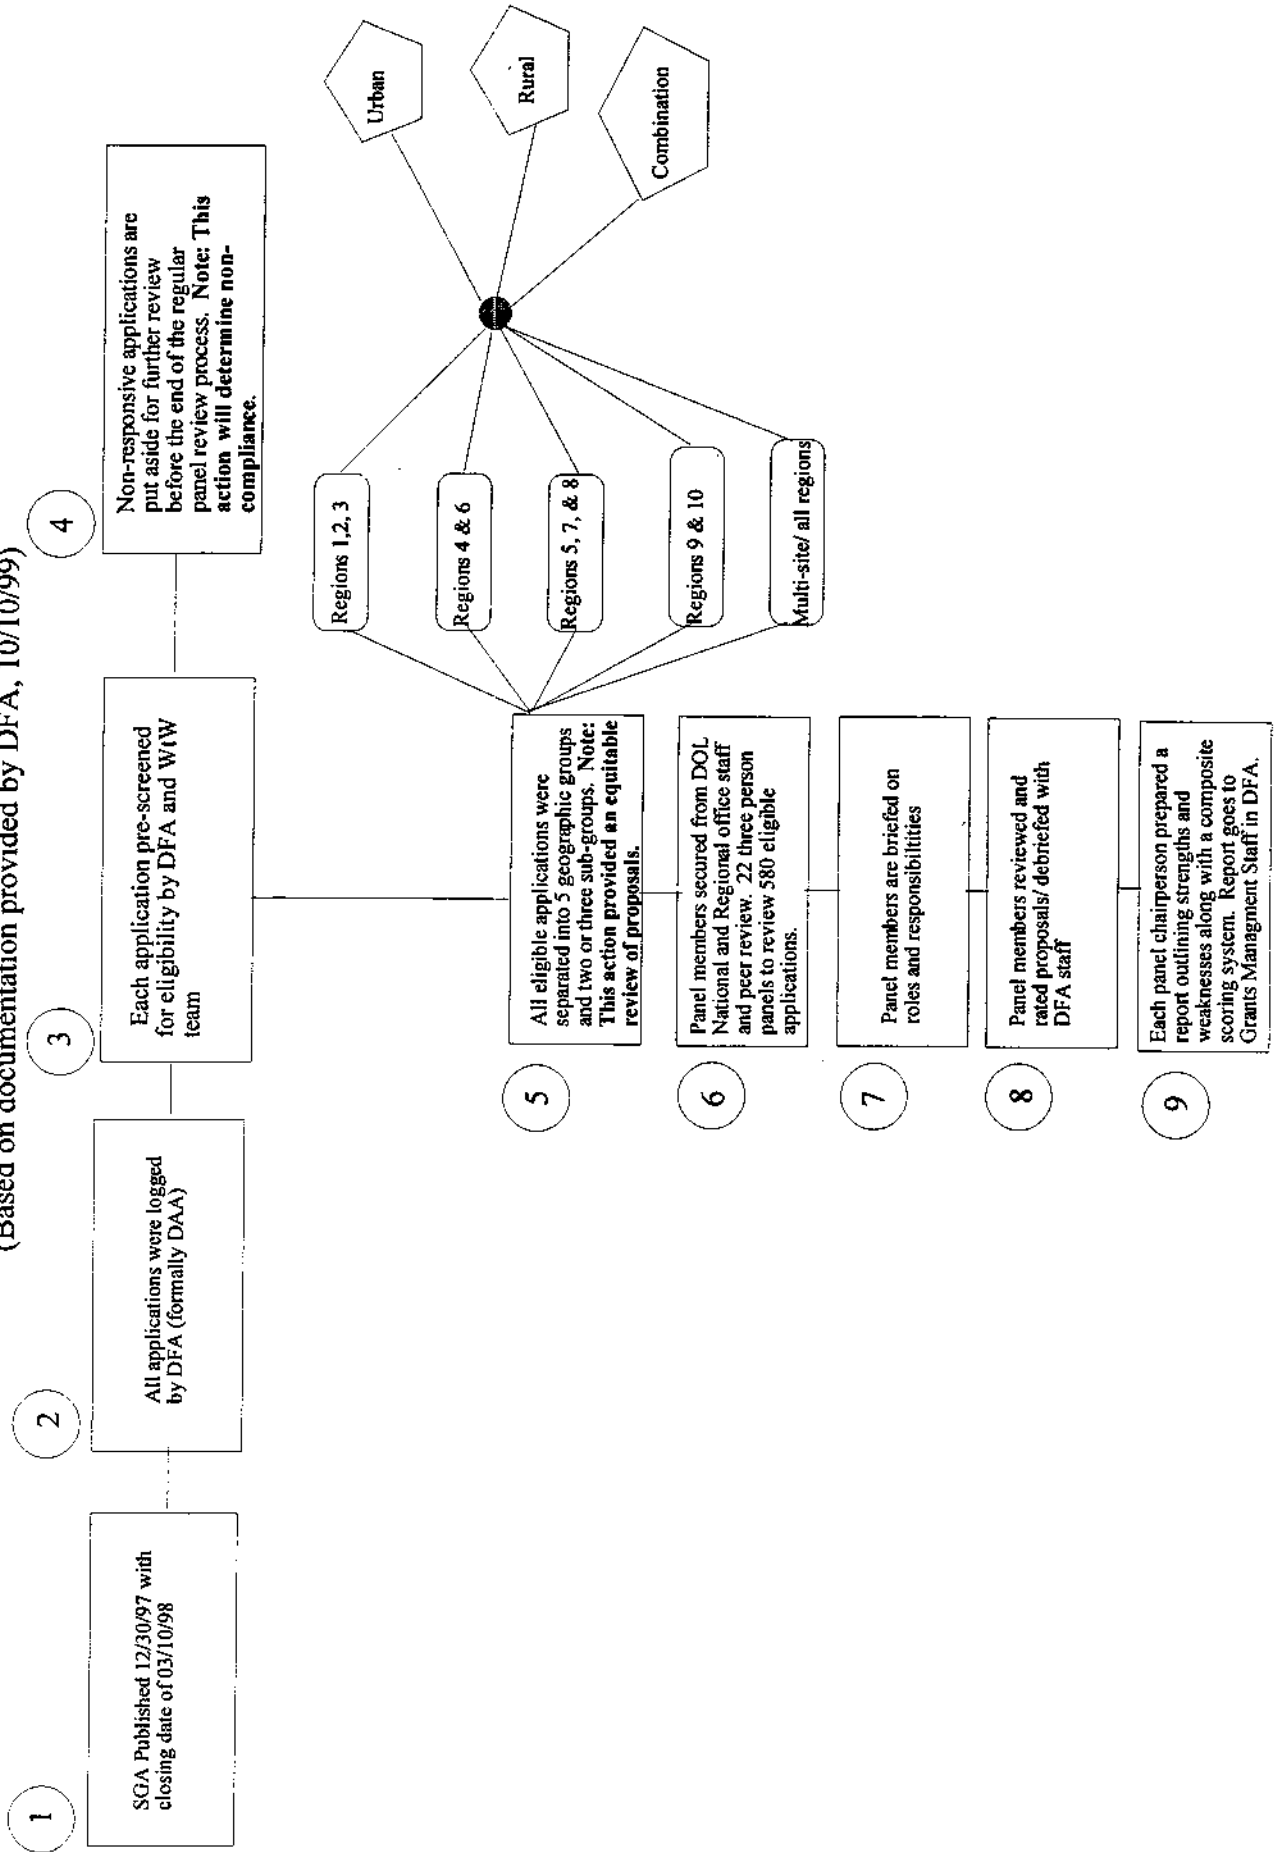 (Based on documentation provided by DFA, 10/10/99)
1
SGA Published 12/30/97 with
closing date of 03/10/98
2
All applications were logged
by DFA (formally DAA)
3
Each application pre-screened
for eligibility by DFA and WtW
team
4
Non-responsive applications are
put aside for further review
before the end of the regular
panel review process. Note: This
action will determine non-
compliance.
5
All eligible applications were
separated into 5 geographic groups
and two or three sub-groups. Note:
This action provided an equitable
review of proposals.
Regions 1,2, 3
Regions 4 & 6
Regions 5, 7, & 8
Regions 9 & 10
Multi-site/ all regions
Urban
Rural
Combination
6
Panel members secured from DOL
National and Regional office staff
and peer review. 22 three person
panels to review 580 eligible
applications.
7
Panel members are briefed on
roles and responsibiltities
8
Panel members reviewed and
rated proposals/ debriefed with
DFA staff
9
Each panel chairperson prepared a
report outlining strengths and
weaknesses along with a composite
scoring system. Report goes to
Grants Managment Staff in DFA.